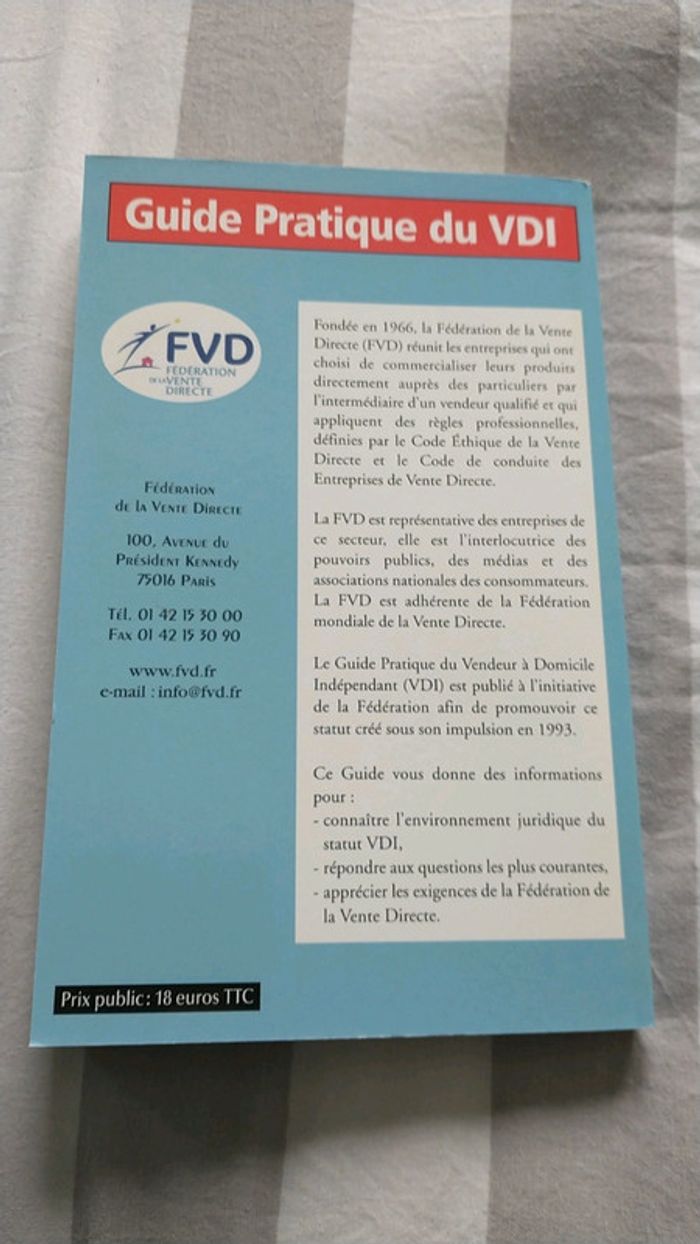 Guide Pratique du VDI
FVD
FÉDÉRATION
DE LA VENTE
DIRECTE
Fédération
de la Vente Directe
100, Avenue du
Président Kennedy
75016 Paris
Tél. 01 42 15 30 00
Fax 01 42 15 30 90
www.fvd.fr
e-mail : info@fvd.fr
Prix public : 18 euros TTC
Fondée en 1966, la Fédération de la Vente
Directe (FVD) réunit les entreprises qui ont
choisi de commercialiser leurs produits
directement auprès des particuliers par
l'intermédiaire d'un vendeur qualifié et qui
appliquent des règles professionnelles,
définies par le Code Éthique de la Vente
Directe et le Code de conduite des
Entreprises de Vente Directe.
La FVD est représentative des entreprises de
ce secteur, elle est l'interlocutrice des
pouvoirs publics, des médias et des
associations nationales des consommateurs.
La FVD est adhérente de la Fédération
mondiale de la Vente Directe.
Le Guide Pratique du Vendeur à Domicile
Indépendant (VDI) est publié à l'initiative
de la Fédération afin de promouvoir ce
statut créé sous son impulsion en 1993.
Ce Guide vous donne des informations
pour :
- connaître l'environnement juridique du
statut VDI,
- répondre aux questions les plus courantes,
- apprécier les exigences de la Fédération de
la Vente Directe.